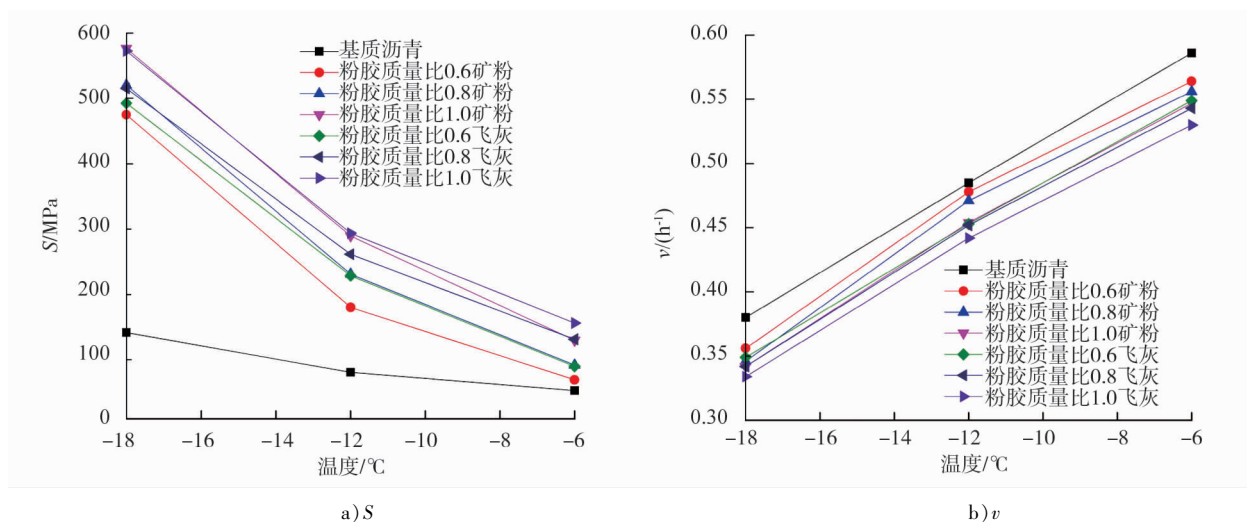 600
500
400
300
200
100
0
S/MPa
基质沥青
粉胶质量比0.6矿粉
粉胶质量比0.8矿粉
粉胶质量比1.0矿粉
粉胶质量比0.6飞灰
粉胶质量比0.8飞灰
粉胶质量比1.0飞灰
-18 -16 -14 -12 -10 -8 -6
温度/℃
a) S
0.60
0.55
0.50
0.45
0.40
0.35
0.30
v/(h⁻¹)
基质沥青
粉胶质量比0.6矿粉
粉胶质量比0.8矿粉
粉胶质量比1.0矿粉
粉胶质量比0.6飞灰
粉胶质量比0.8飞灰
粉胶质量比1.0飞灰
-18 -16 -14 -12 -10 -8 -6
温度/℃
b) v